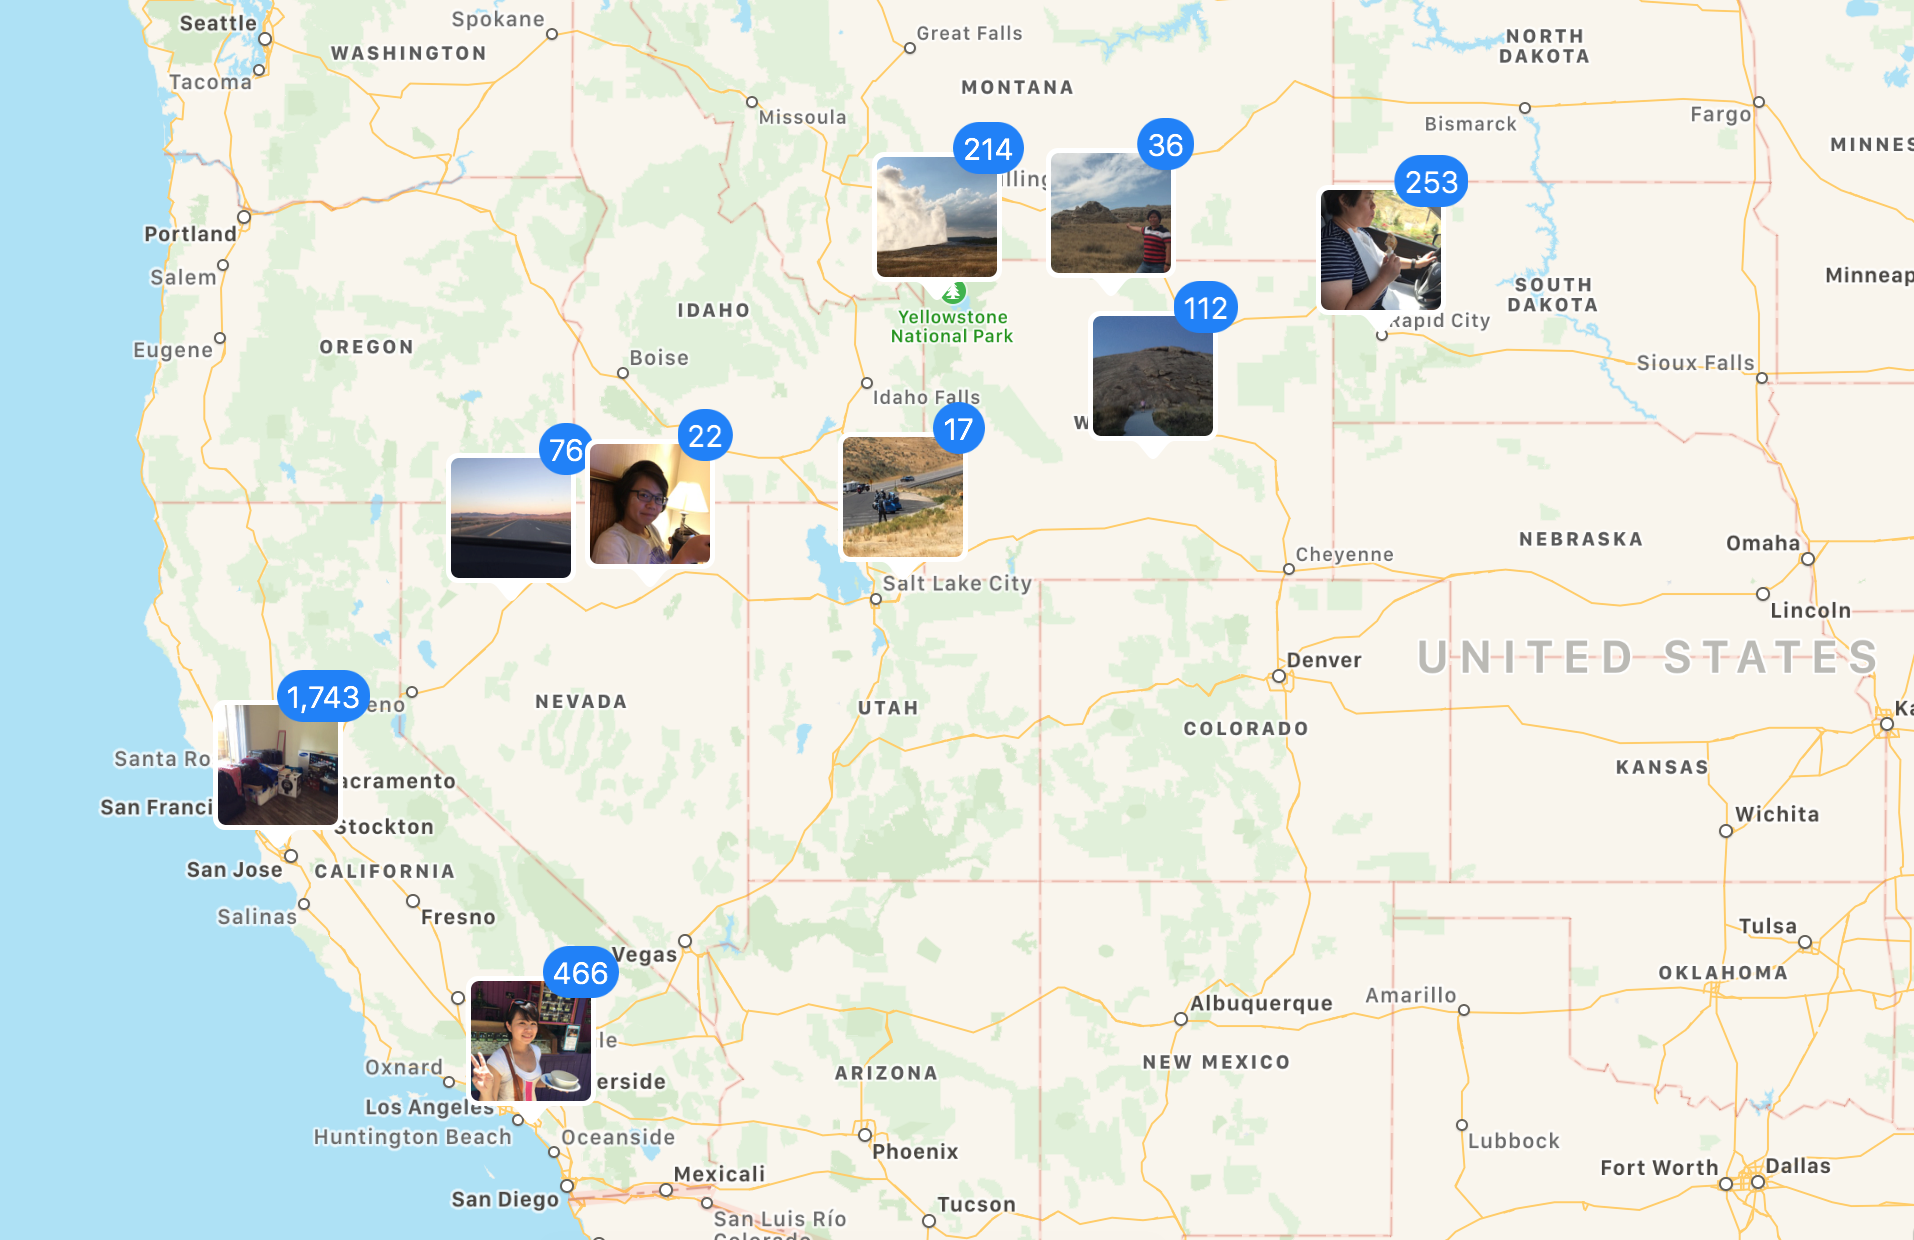 Seattle
Spokane
Great Falls
NORTH
DAKOTA
WASHINGTON
Tacoma
MONTANA
Missoula
Bismarck
Fargo
MINNES
214
36
253
illing
Portland
Salem
Minneap
SOUTH
DAKOTA
IDAHO
112
Yellowstone
National Park
Rapid City
Eugene
OREGON
Boise
Sioux Falls
Idaho Falls
W
76
22
17
Cheyenne
NEBRASKA
Omaha
Salt Lake City
Lincoln
Denver
UNITED STATES
1,743
eno
NEVADA
UTAH
COLORADO
Ka
Santa Ro
acramento
KANSAS
San Franci
Stockton
Wichita
San Jose
CALIFORNIA
Salinas
Fresno
Tulsa
466
Vegas
OKLAHOMA
Albuquerque
Amarillo
le
Oxnard
erside
ARIZONA
NEW MEXICO
Los Angeles
Huntington Beach
Oceanside
Phoenix
Lubbock
Mexicali
Fort Worth
Dallas
San Diego
Tucson
San Luis Río
Colorado